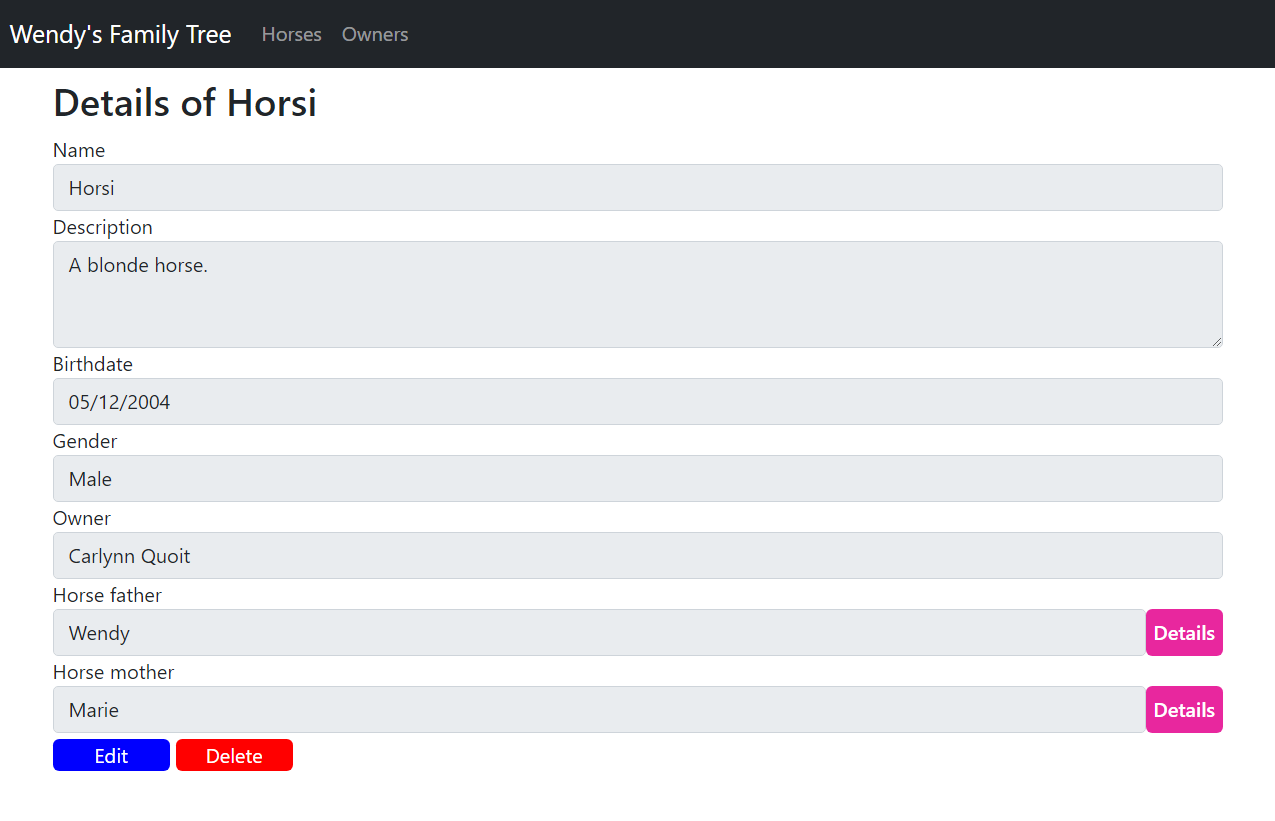 Wendy's Family Tree Horses Owners
Details of Horsi
Name
Horsi
Description
A blonde horse.
Birthdate
05/12/2004
Gender
Male
Owner
Carlynn Quoit
Horse father
Wendy Details
Horse mother
Marie Details
Edit Delete